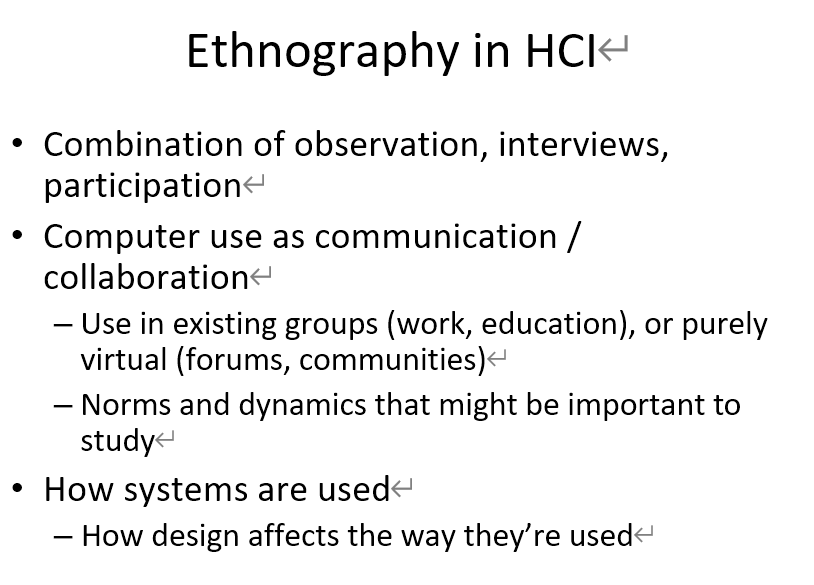 Ethnography in HCI↵
• Combination of observation, interviews,
participation↵
• Computer use as communication /
collaboration↵
– Use in existing groups (work, education), or purely
virtual (forums, communities)↵
– Norms and dynamics that might be important to
study↵
• How systems are used↵
– How design affects the way they’re used↵